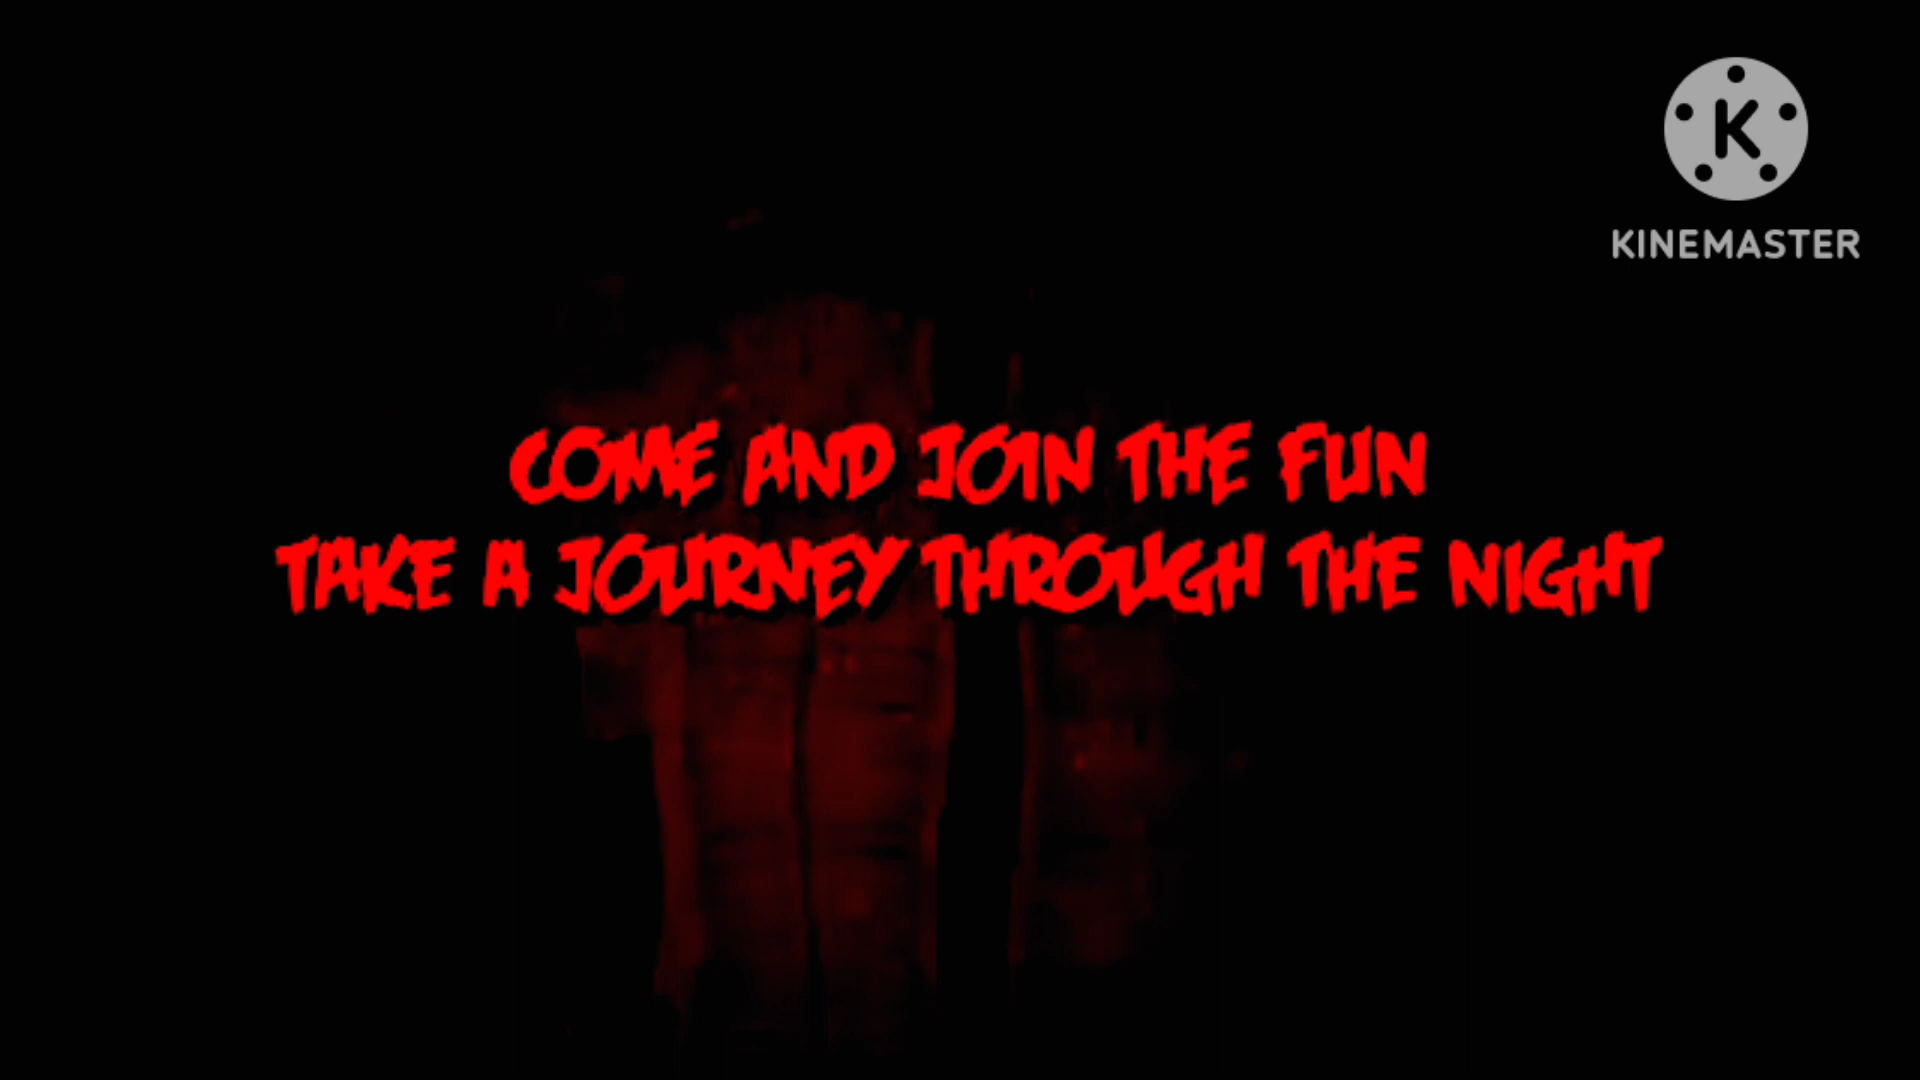 K
KINEMASTER
COME AND JOIN THE FUN
TAKE A JOURNEY THROUGH THE NIGHT